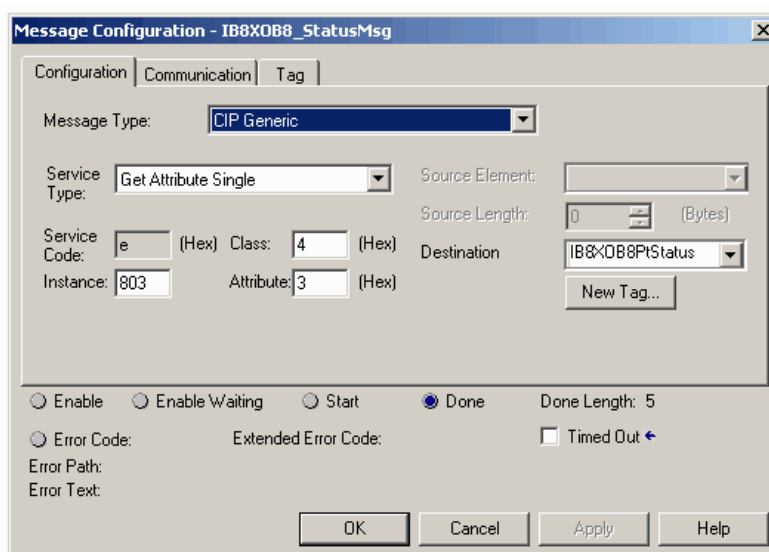 Message Configuration - IB8XOB8_StatusMsg
Configuration
Communication
Tag
Message Type:
CIP Generic
Service Type:
Get Attribute Single
Source Element:
Source Length:
0
(Bytes)
Service Code:
e
(Hex)
Class:
4
(Hex)
Destination
IB8XOB8PtStatus
Instance:
803
Attribute:
3
(Hex)
New Tag...
Enable
Enable Waiting
Start
Done
Done Length: 5
Error Code:
Extended Error Code:
Timed Out
Error Path:
Error Text:
OK
Cancel
Apply
Help